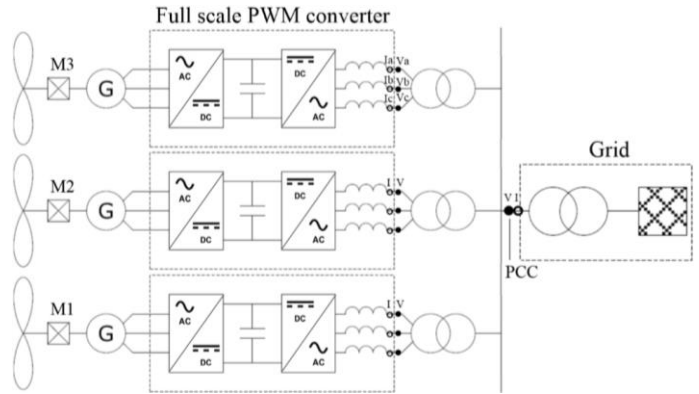 Full scale PWM converter
M3
G
AC
DC
DC
AC
Ia Va
Ib Vb
Ic Vc
M2
G
AC
DC
DC
AC
I V
Grid
V I
PCC
M1
G
AC
DC
DC
AC
I V